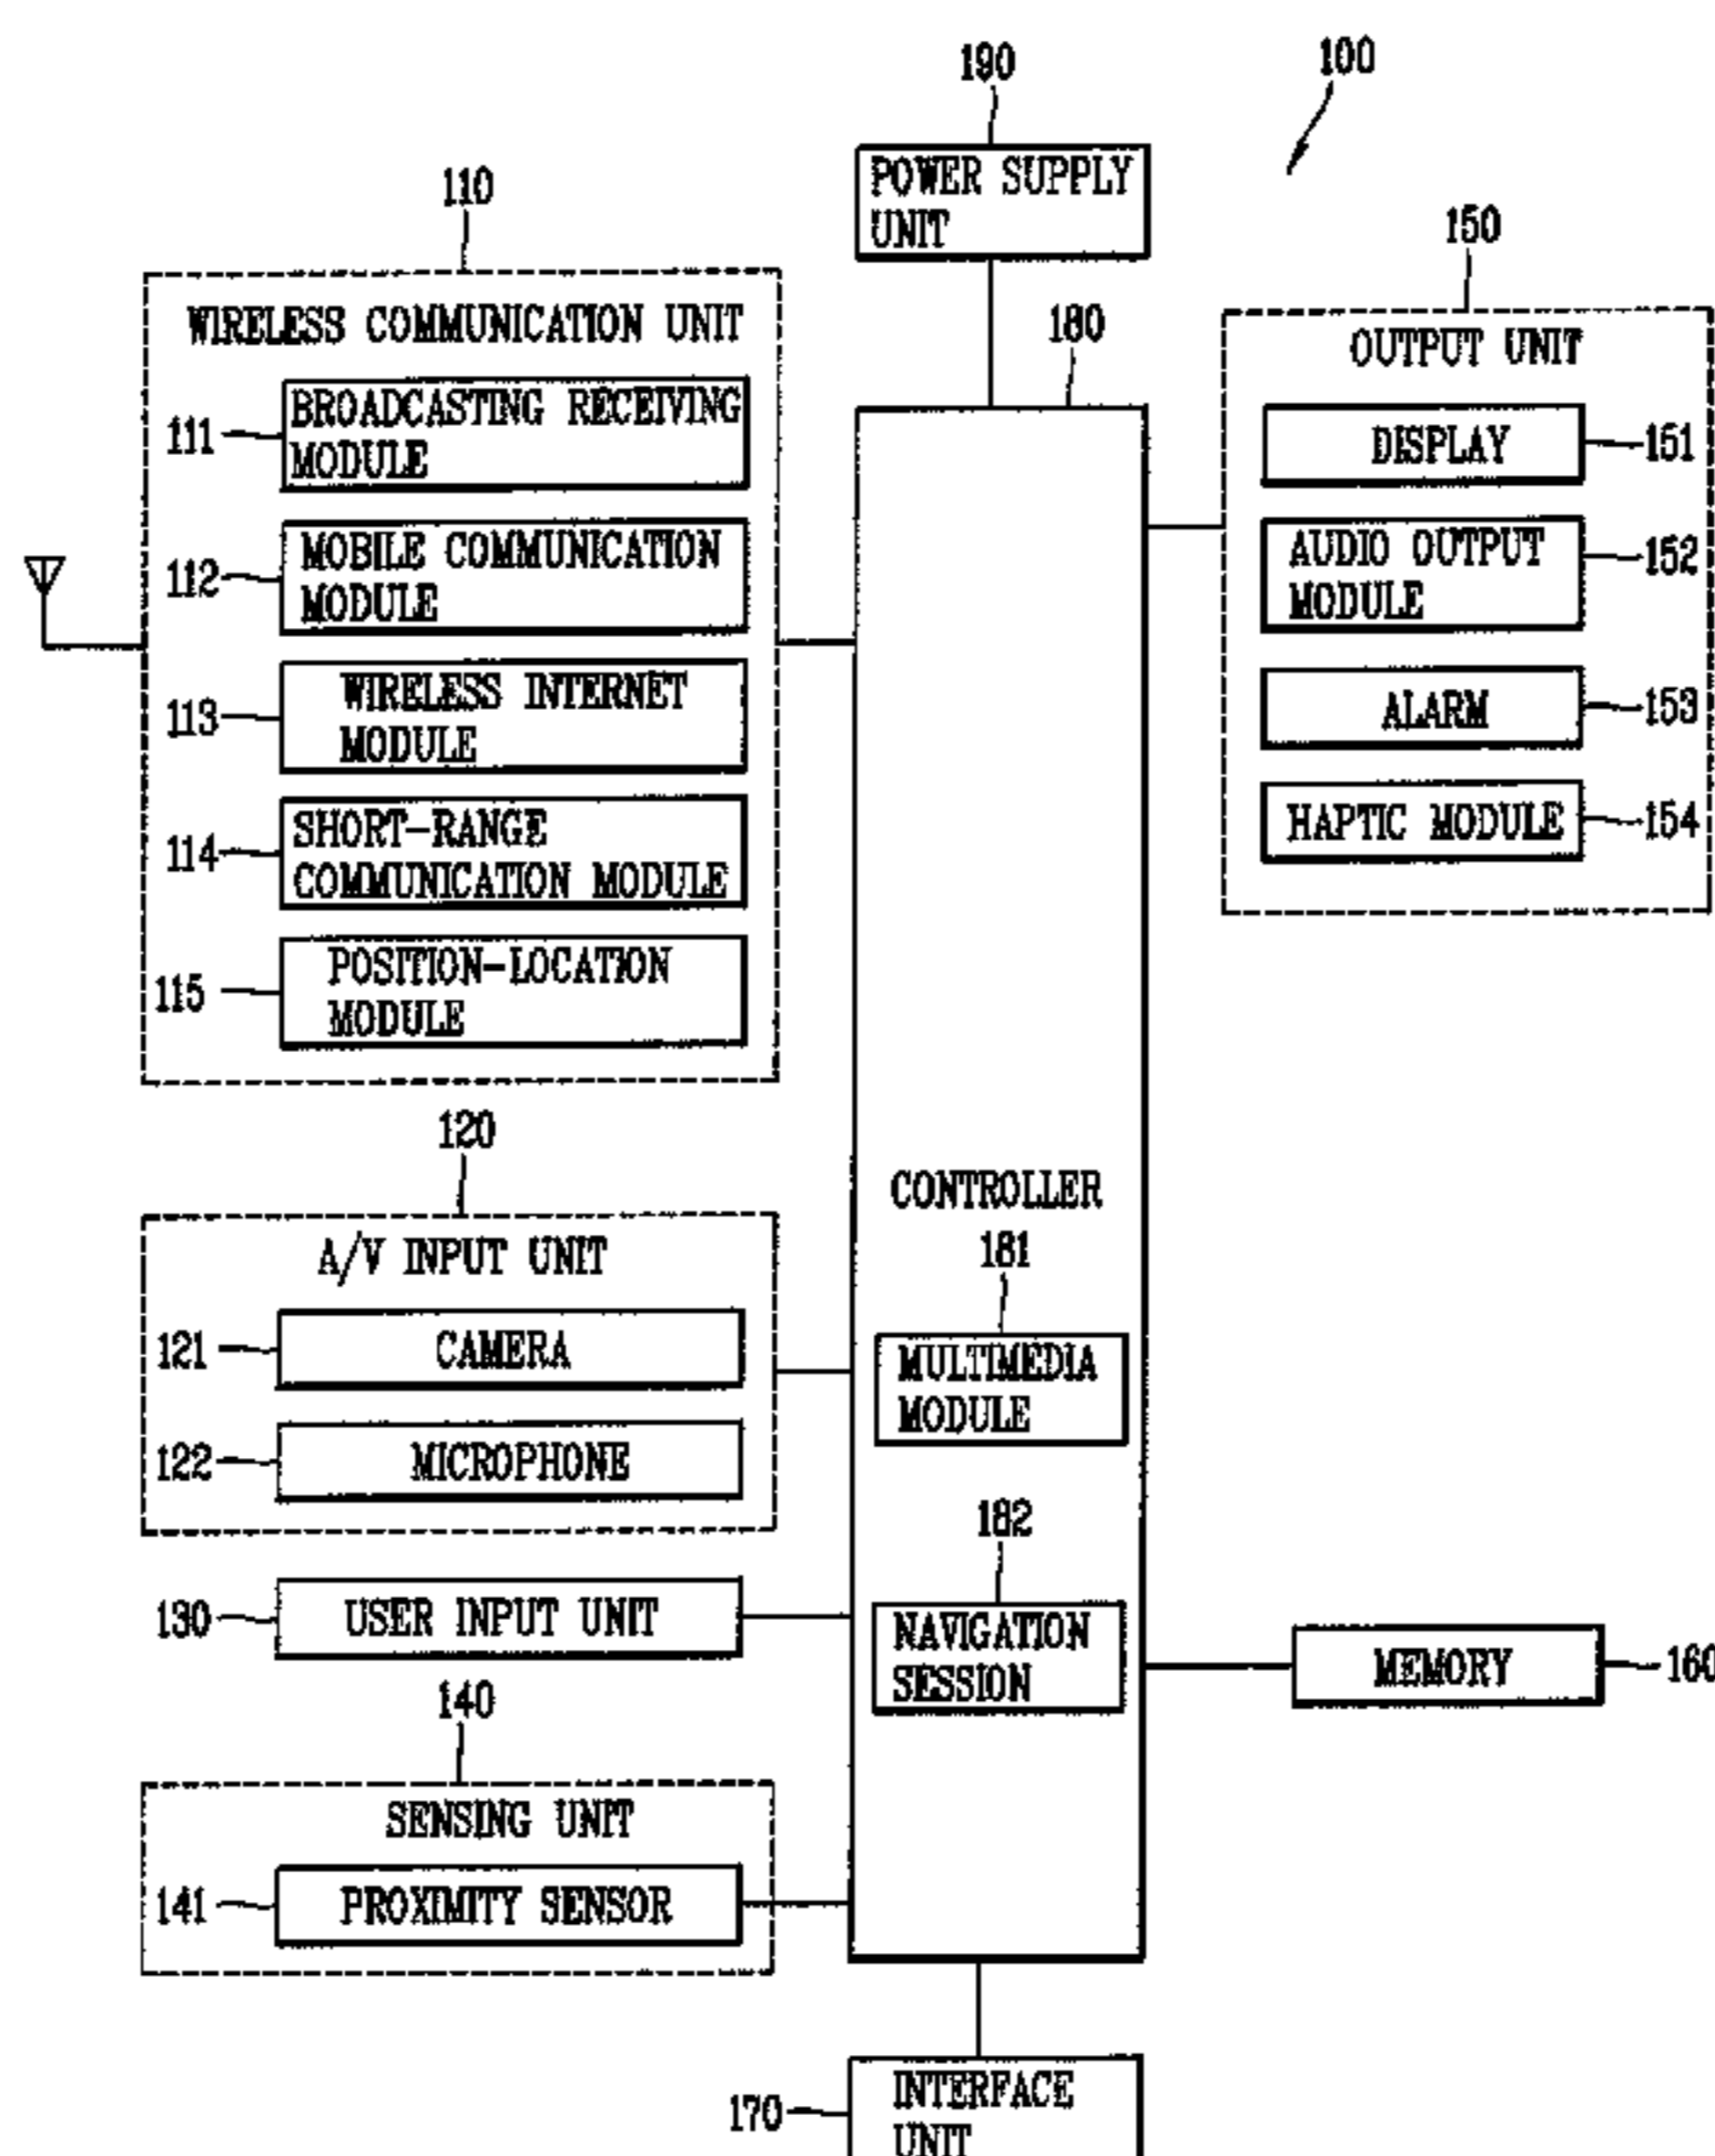 190
100
POWER SUPPLY
UNIT
110
WIRELESS COMMUNICATION UNIT
111
BROADCASTING RECEIVING
MODULE
112
MOBILE COMMUNICATION
MODULE
113
WIRELESS INTERNET
MODULE
114
SHORT-RANGE
COMMUNICATION MODULE
115
POSITION-LOCATION
MODULE
120
A/V INPUT UNIT
121
CAMERA
122
MICROPHONE
130
USER INPUT UNIT
140
SENSING UNIT
141
PROXIMITY SENSOR
180
CONTROLLER
181
MULTIMEDIA
MODULE
182
NAVIGATION
SESSION
150
OUTPUT UNIT
DISPLAY
151
AUDIO OUTPUT
MODULE
152
ALARM
153
HAPTIC MODULE
154
MEMORY
160
170
INTERFACE
UNIT